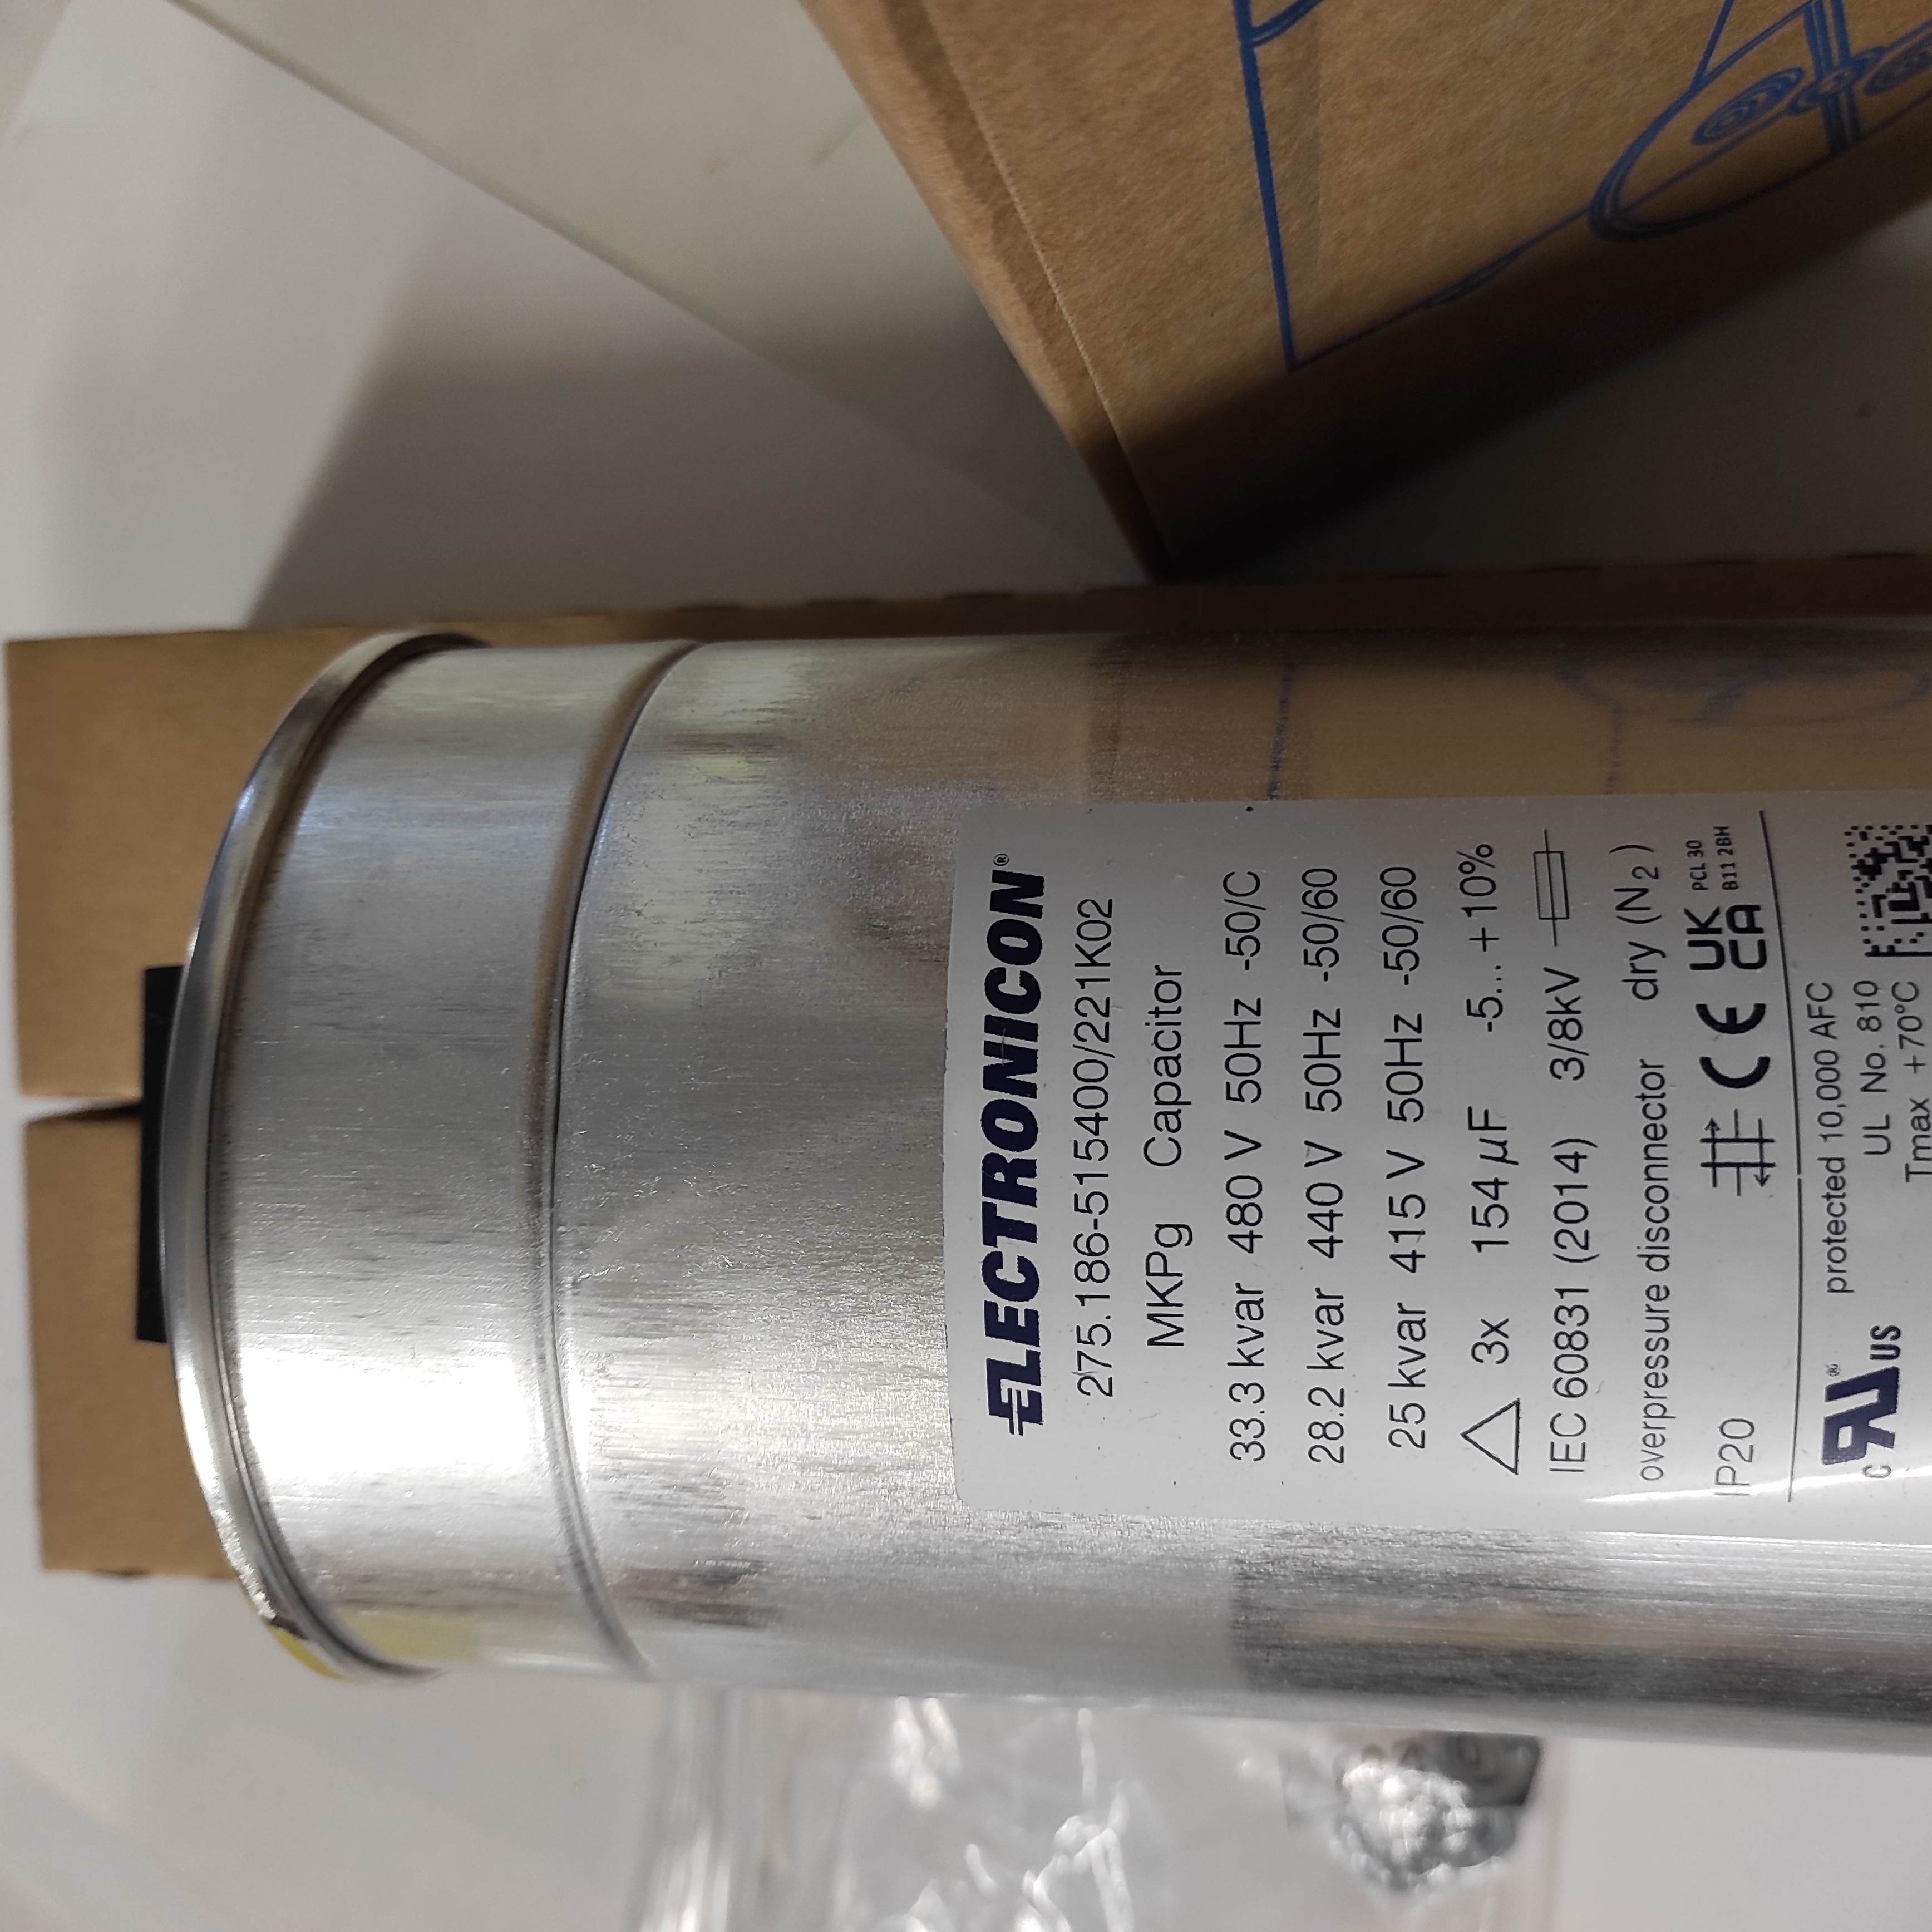 ELECTRONICON®
275.186-515400/221K02
MKPg Capacitor
33.3 kvar 480 V 50Hz -50/C
28.2 kvar 440 V 50Hz -50/60
25 kvar 415 V 50Hz -50/60
△ 3x 154 µF -5...+10%
IEC 60831 (2014) 3/8kV
overpressure disconnector dry (N₂)
IP20 CE UK CA PCL 30 B11 2BH
c RU® US protected 10,000 AFC
UL No. 810
Tmax +70°C